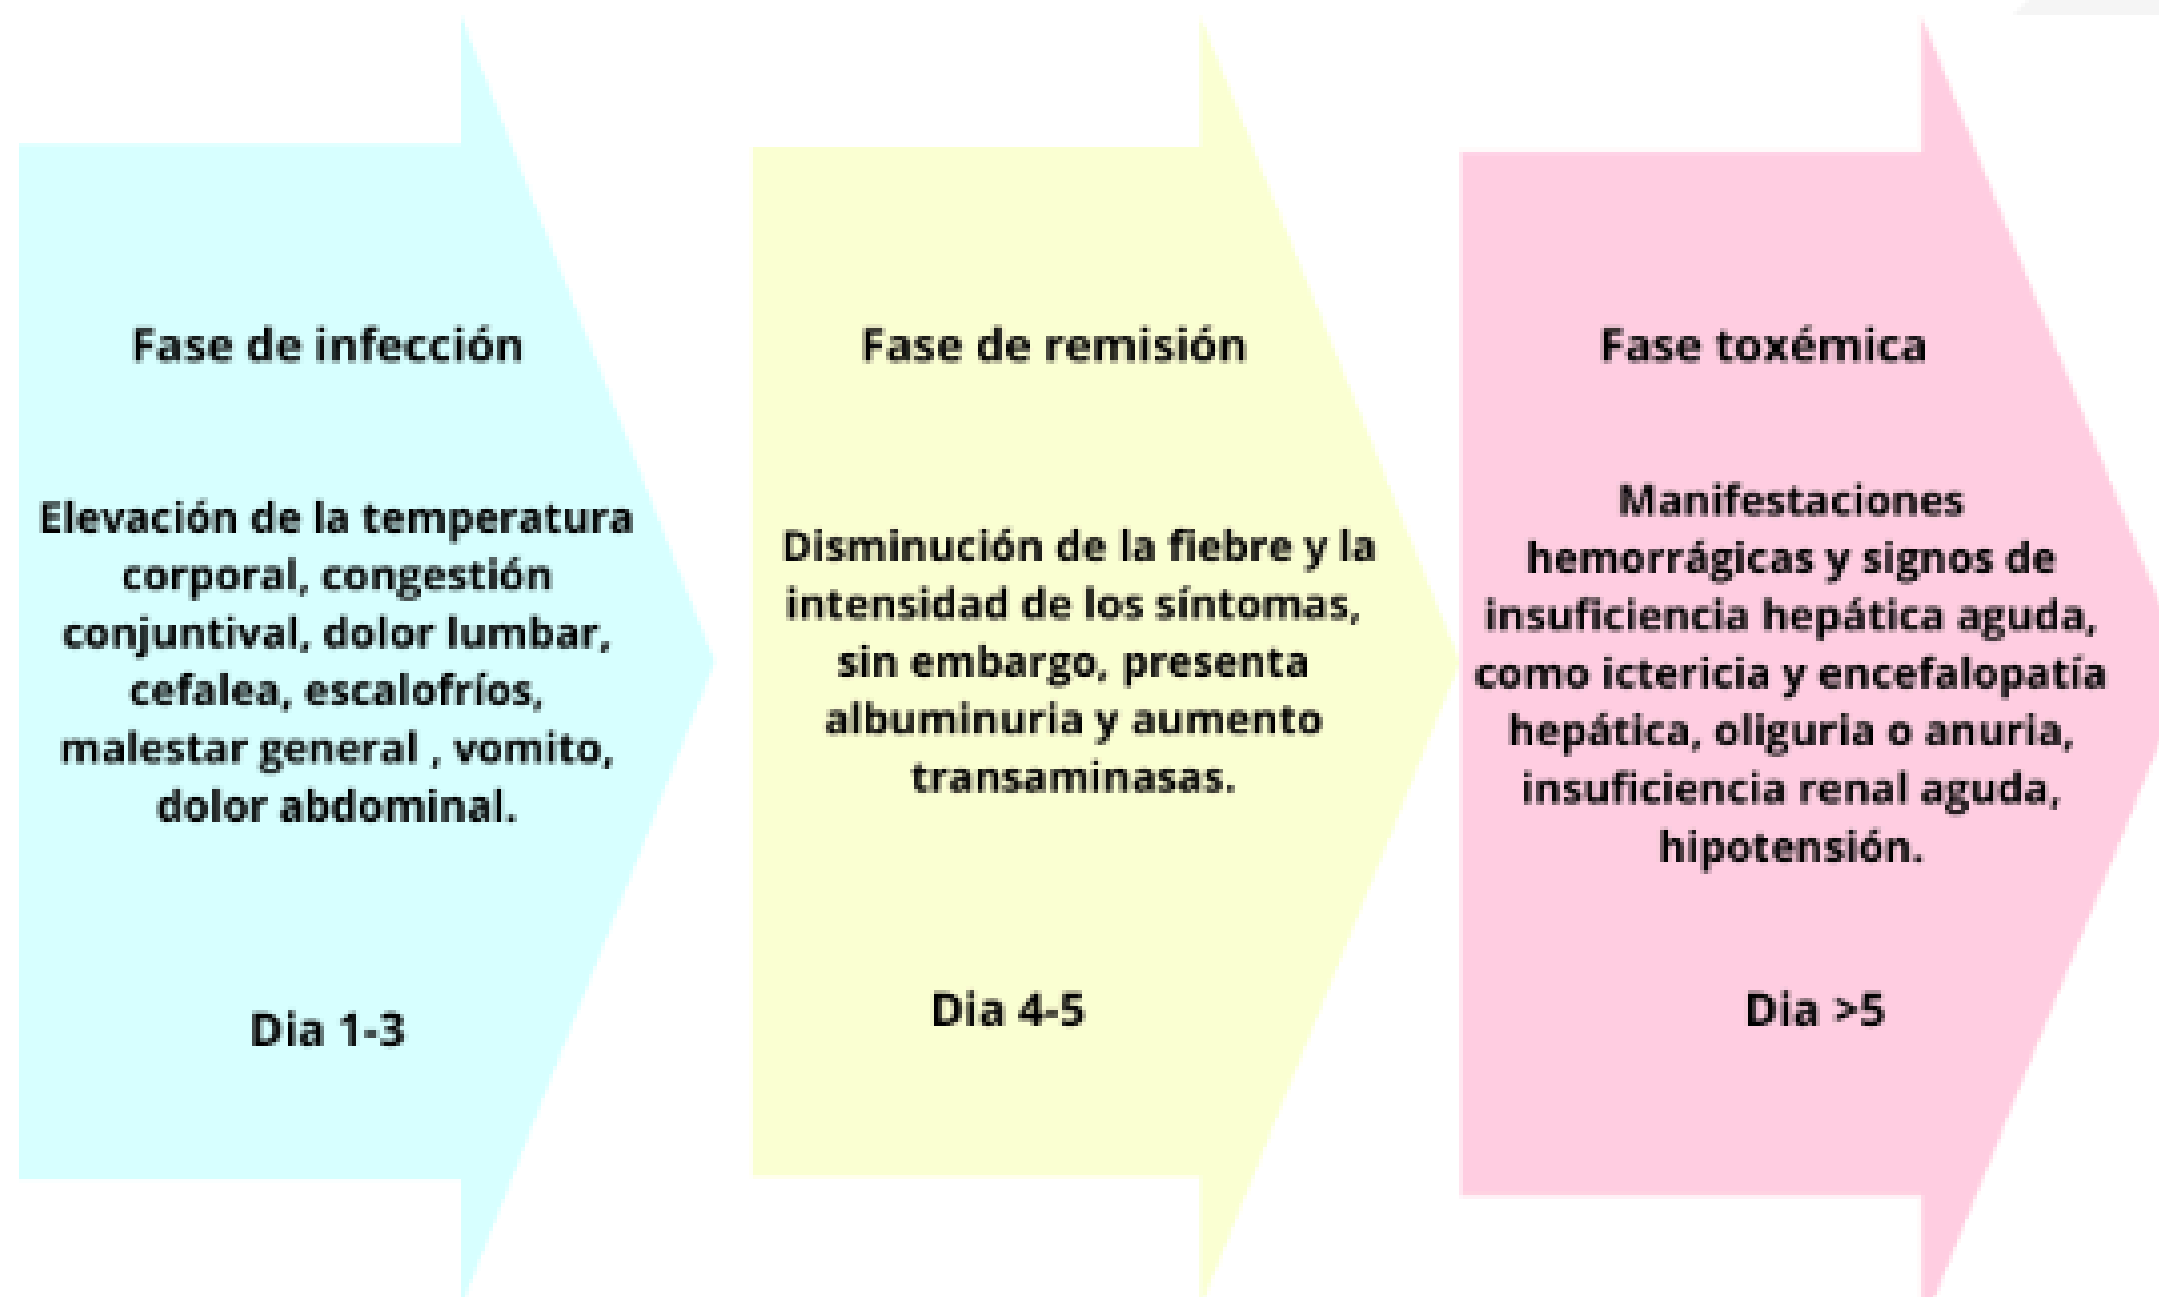 Fase de infección
Elevación de la temperatura
corporal, congestión
conjuntival, dolor lumbar,
cefalea, escalofríos,
malestar general , vomito,
dolor abdominal.
Dia 1-3
Fase de remisión
Disminución de la fiebre y la
intensidad de los síntomas,
sin embargo, presenta
albuminuria y aumento
transaminasas.
Dia 4-5
Fase toxémica
Manifestaciones
hemorrágicas y signos de
insuficiencia hepática aguda,
como ictericia y encefalopatía
hepática, oliguria o anuria,
insuficiencia renal aguda,
hipotensión.
Dia >5